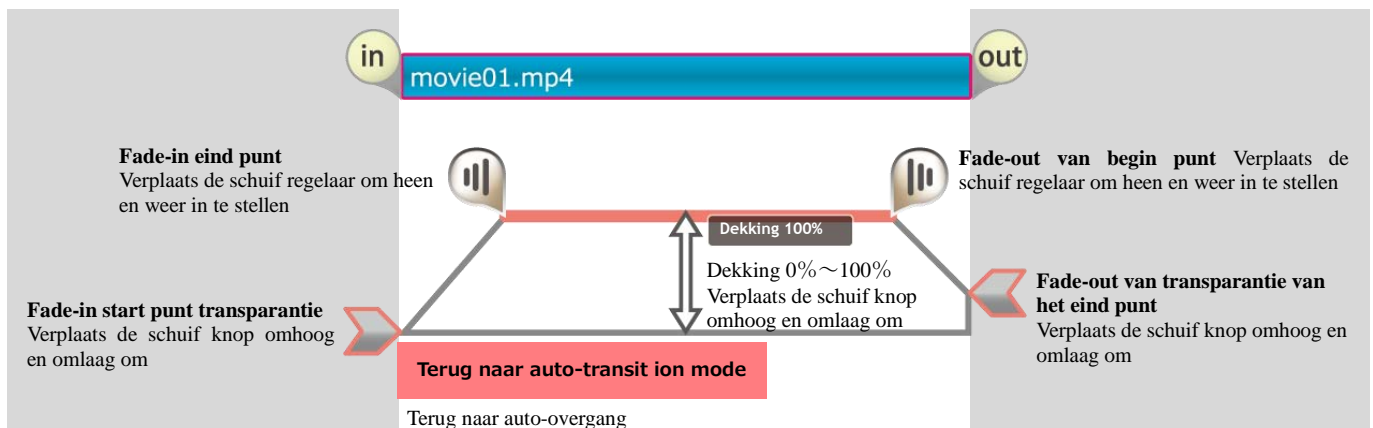 in
out
movie01.mp4
Fade-in eind punt
Verplaats de schuif regelaar om heen
en weer in te stellen
Fade-out van begin punt Verplaats de
schuif regelaar om heen en weer in te stellen
Dekking 100%
Dekking 0%～100%
Verplaats de schuif knop
omhoog en omlaag om
Fade-in start punt transparantie
Verplaats de schuif knop omhoog
en omlaag om
Fade-out van transparantie van
het eind punt
Verplaats de schuif knop omhoog en
omlaag om
Terug naar auto-transit ion mode
Terug naar auto-overgang